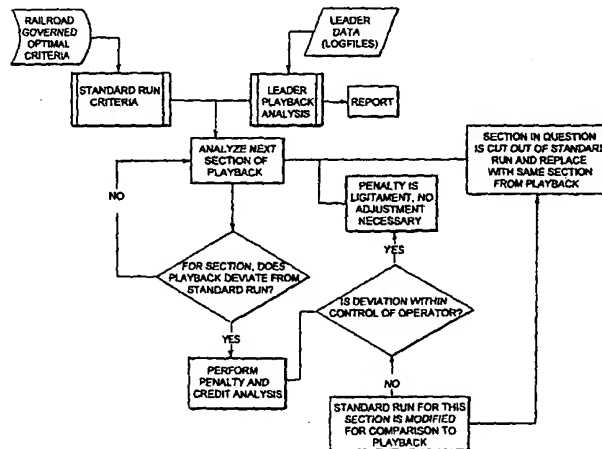 RAILROAD
GOVERNED
OPTIMAL
CRITERIA
LEADER
DATA
(LOGFILES)
STANDARD RUN
CRITERIA
LEADER
PLAYBACK
ANALYSIS
REPORT
ANALYZE NEXT
SECTION OF
PLAYBACK
SECTION IN QUESTION
IS CUT OUT OF STANDARD
RUN AND REPLACE
WITH SAME SECTION
FROM PLAYBACK
NO
PENALTY IS
LIGITAMENT, NO
ADJUSTMENT
NECESSARY
YES
FOR SECTION, DOES
PLAYBACK DEVIATE FROM
STANDARD RUN?
IS DEVIATION WITHIN
CONTROL OF OPERATOR?
YES
PERFORM
PENALTY AND
CREDIT ANALYSIS
NO
STANDARD RUN FOR THIS
SECTION IS MODIFIED
FOR COMPARISON TO
PLAYBACK